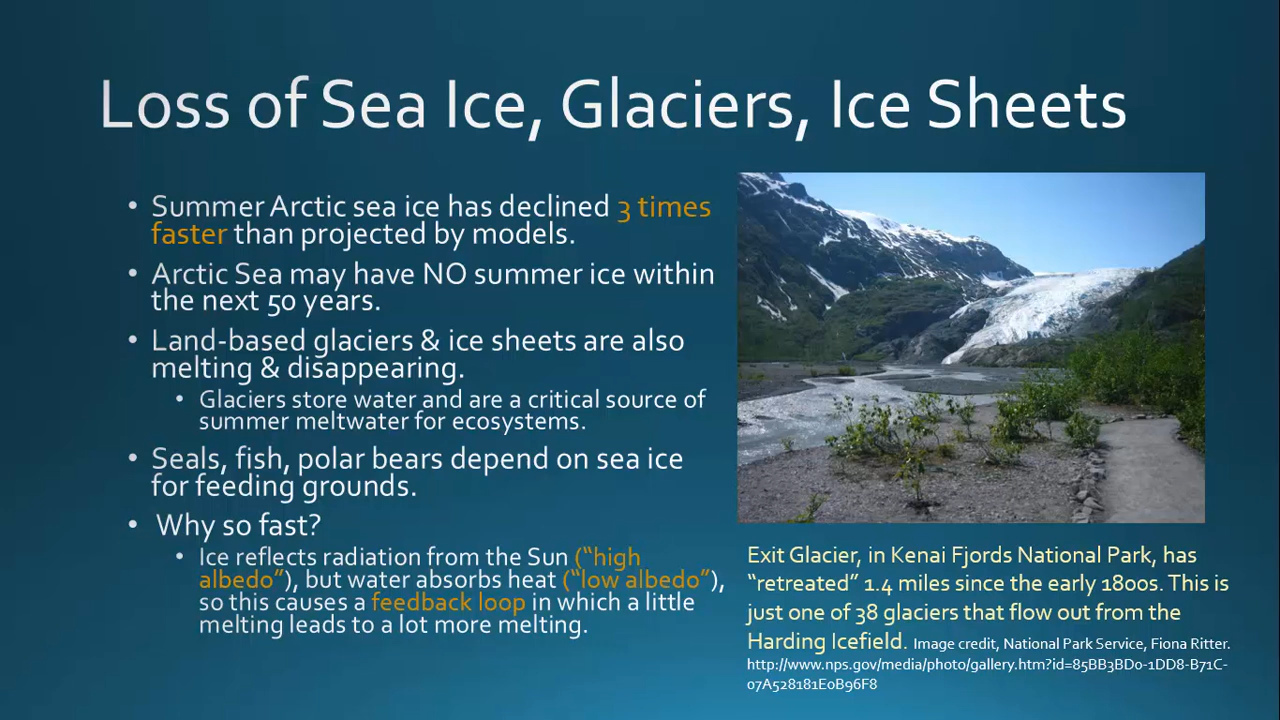 Loss of Sea Ice, Glaciers, Ice Sheets
• Summer Arctic sea ice has declined 3 times
faster than projected by models.
• Arctic Sea may have NO summer ice within
the next 50 years.
• Land-based glaciers & ice sheets are also
melting & disappearing.
• Glaciers store water and are a critical source of
summer meltwater for ecosystems.
• Seals, fish, polar bears depend on sea ice
for feeding grounds.
• Why so fast?
• Ice reflects radiation from the Sun (“high
albedo”), but water absorbs heat (“low albedo”),
so this causes a feedback loop in which a little
melting leads to a lot more melting.
Exit Glacier, in Kenai Fjords National Park, has
“retreated” 1.4 miles since the early 1800s. This is
just one of 38 glaciers that flow out from the
Harding Icefield. Image credit, National Park Service, Fiona Ritter.
http://www.nps.gov/media/photo/gallery.htm?id=85BB3BD0-1DD8-B71C-
07A528181E0B96F8